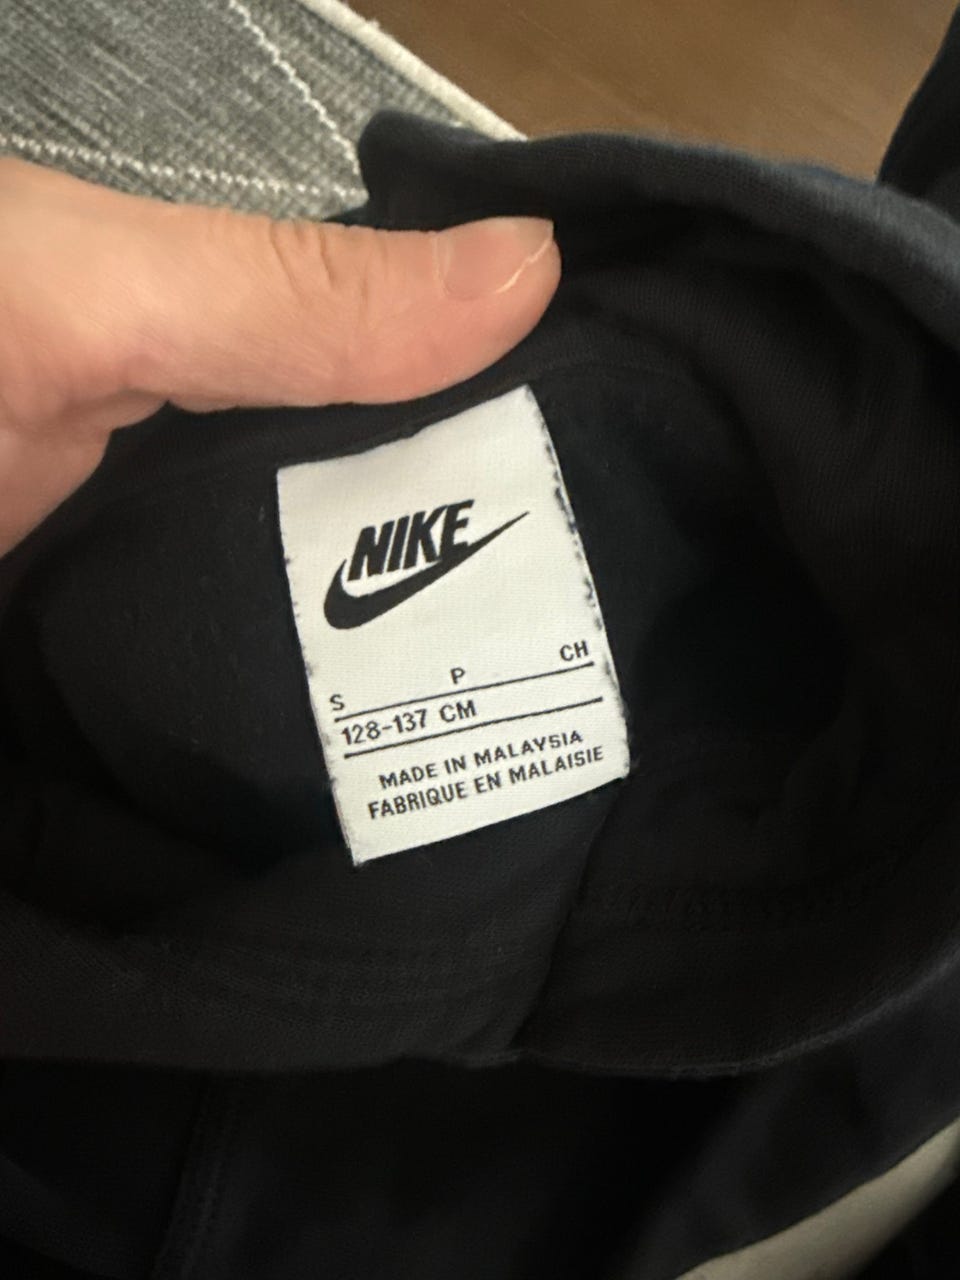 NIKE
S P CH
128-137 CM
MADE IN MALAYSIA
FABRIQUE EN MALAISIE